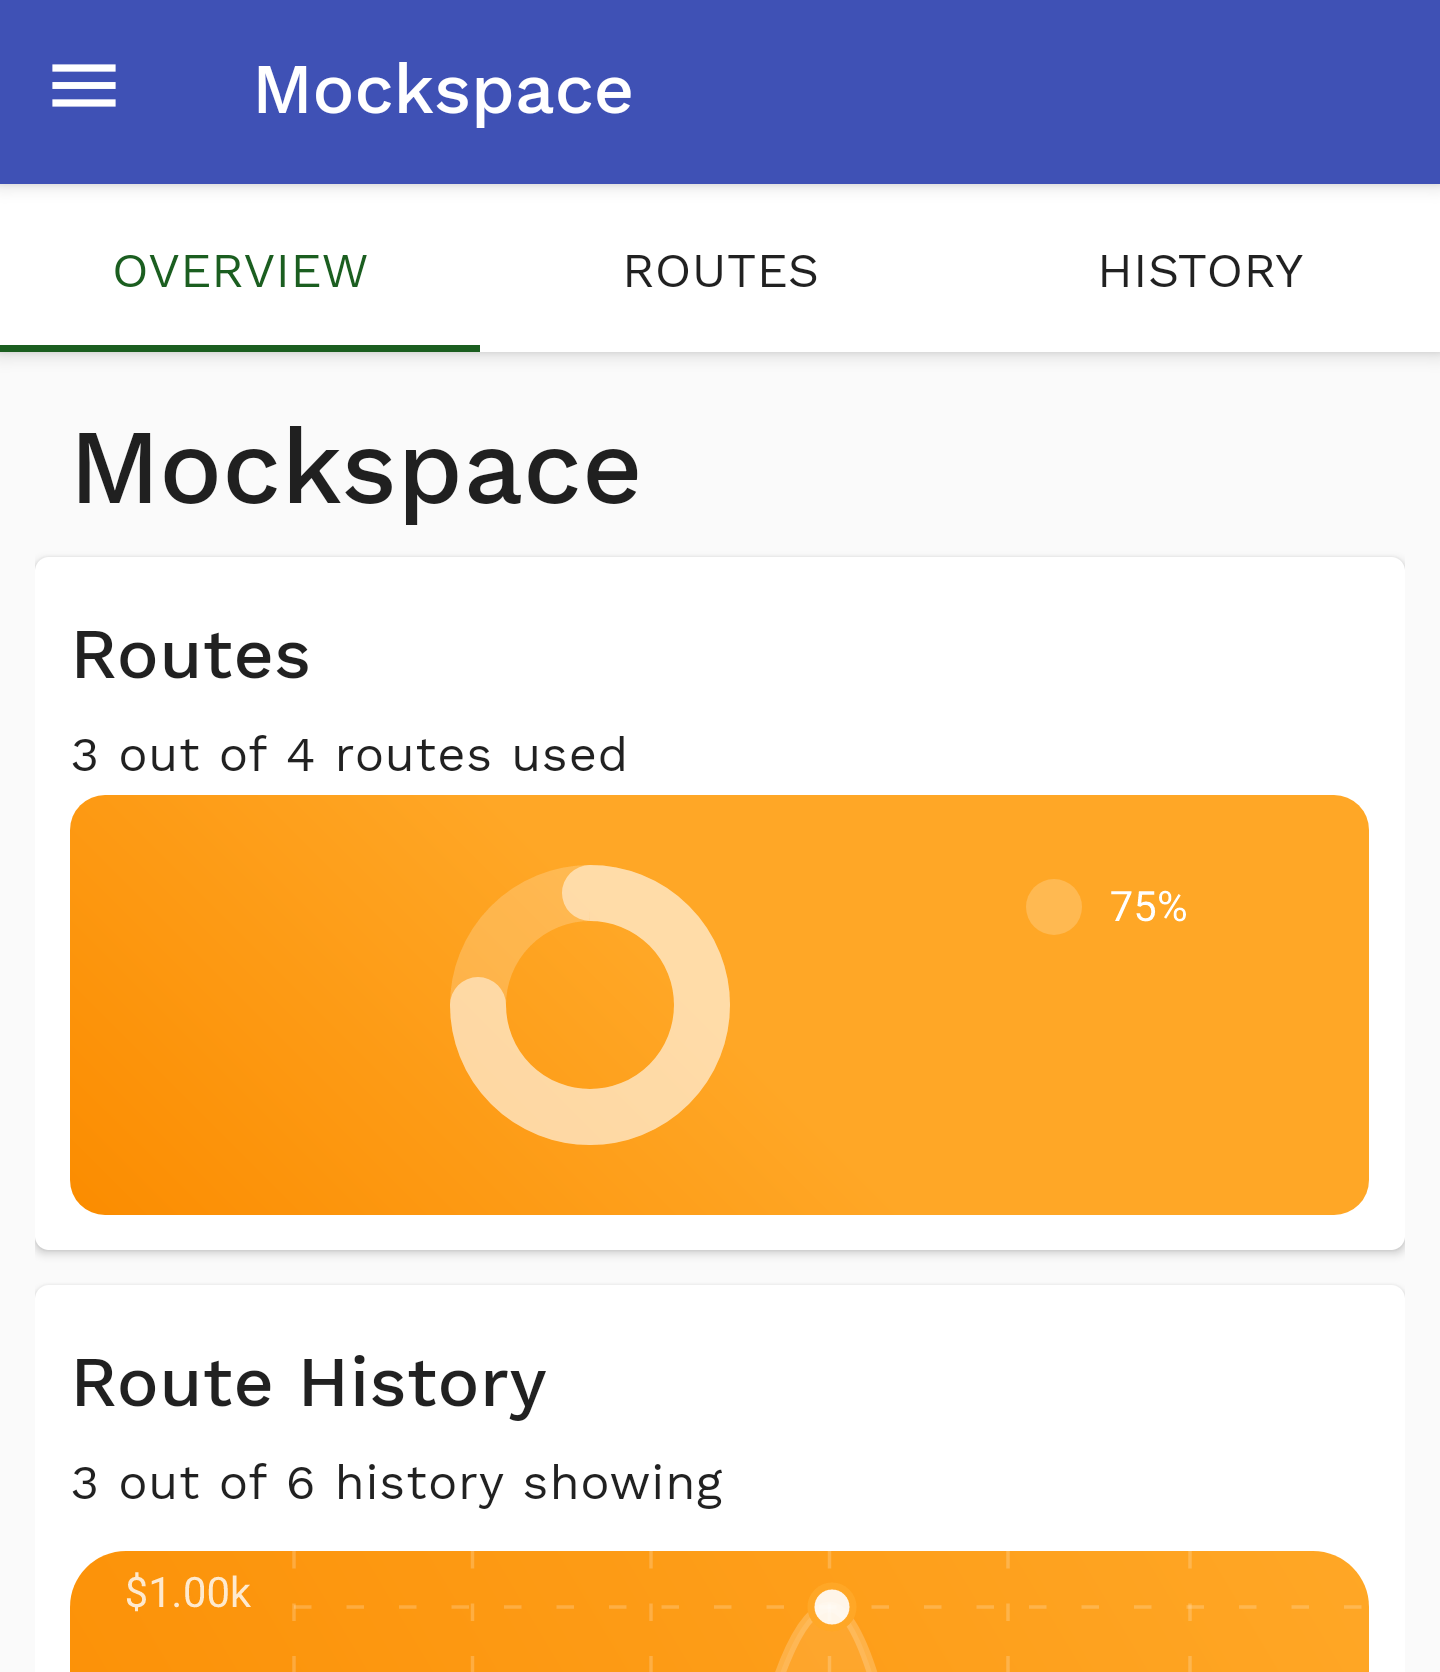 Mockspace
OVERVIEW ROUTES HISTORY
Mockspace
Routes
3 out of 4 routes used
75%
Route History
3 out of 6 history showing
$1.00k